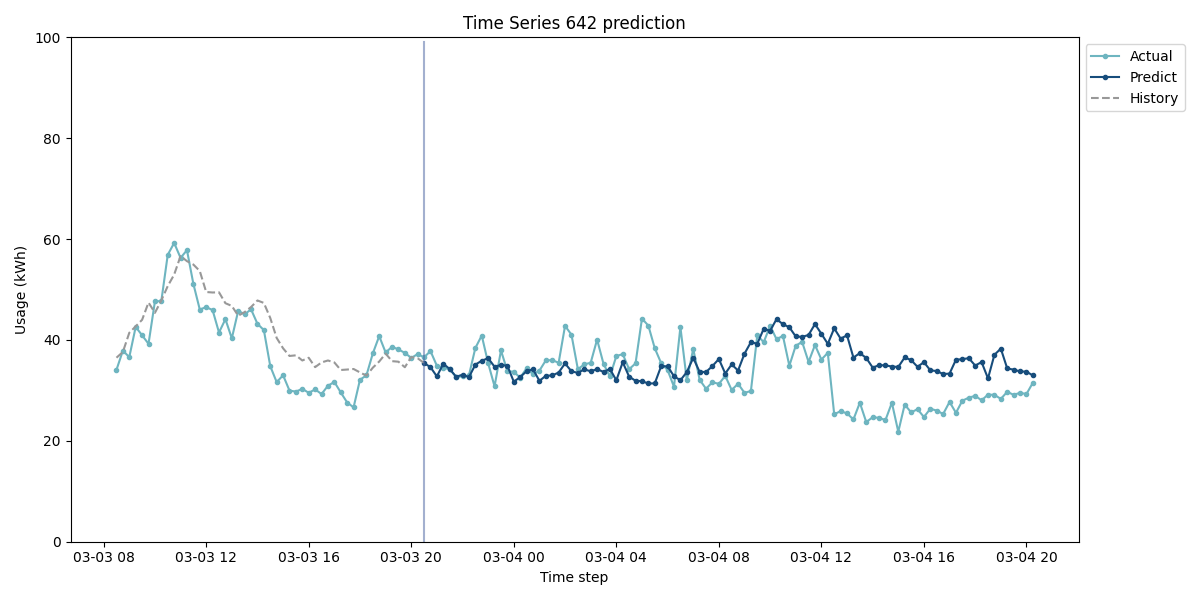 Time Series 642 prediction
Actual
Predict
History
Usage (kWh)
100
80
60
40
20
0
03-03 08 03-03 12 03-03 16 03-03 20 03-04 00 03-04 04 03-04 08 03-04 12 03-04 16 03-04 20
Time step